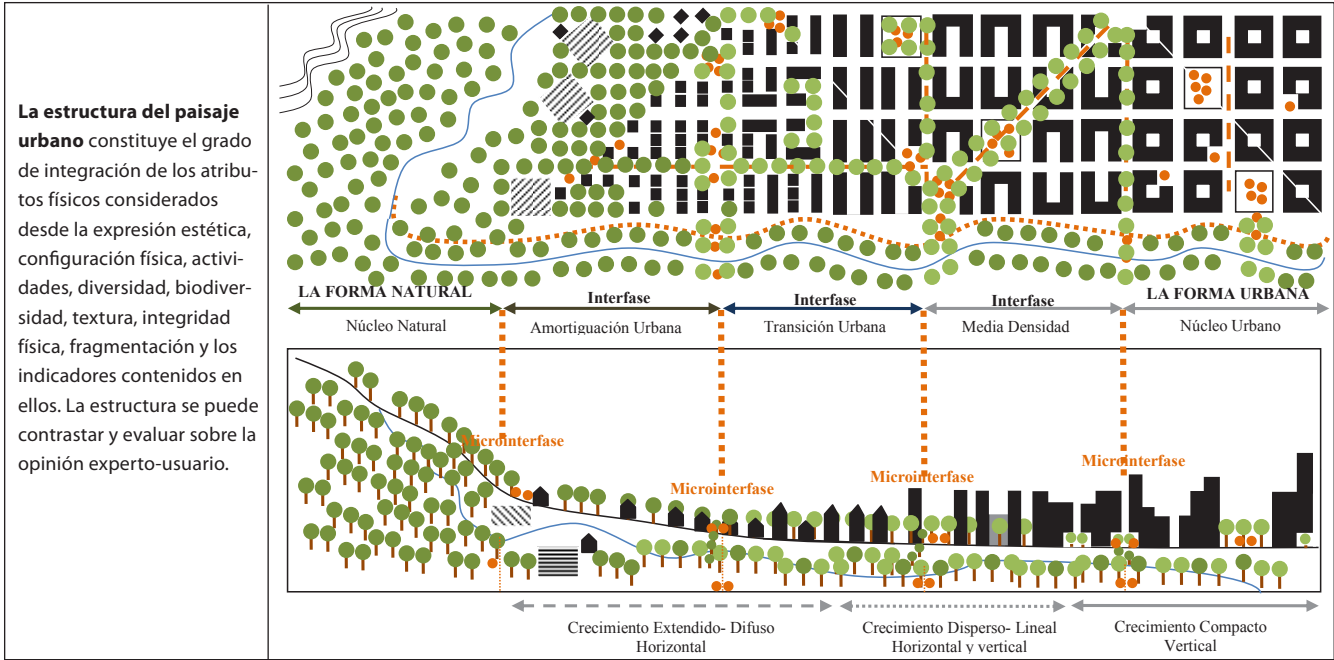 La estructura del paisaje
urbano constituye el grado
de integración de los atribu-
tos físicos considerados
desde la expresión estética,
configuración física, activi-
dades, diversidad, biodiver-
sidad, textura, integridad
física, fragmentación y los
indicadores contenidos en
ellos. La estructura se puede
contrastar y evaluar sobre la
opinión experto-usuario.
LA FORMA NATURAL
Interfase
Interfase
Interfase
LA FORMA URBANA
Núcleo Natural
Amortiguación Urbana
Transición Urbana
Media Densidad
Núcleo Urbano
Microinterfase
Microinterfase
Microinterfase
Microinterfase
Crecimiento Extendido- Difuso
Horizontal
Crecimiento Disperso- Lineal
Horizontal y vertical
Crecimiento Compacto
Vertical